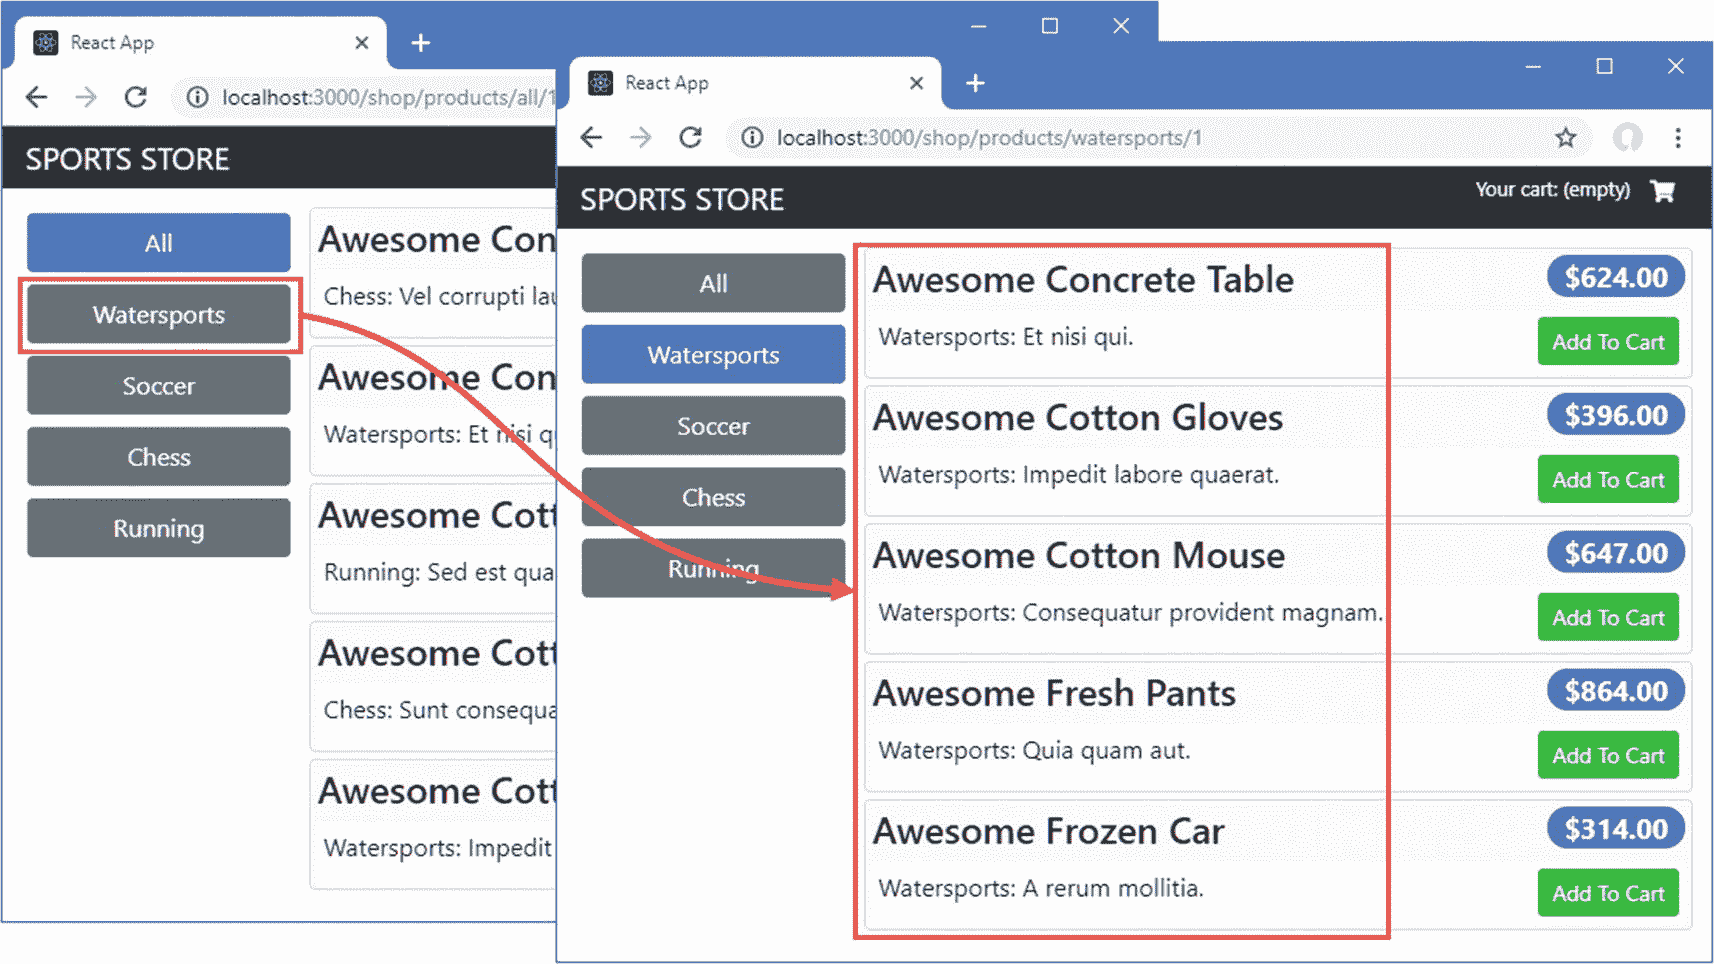 React App
localhost:3000/shop/products/all/1
SPORTS STORE
All
Watersports
Soccer
Chess
Running
Awesome Con
Chess: Vel corrupti lau
Awesome Con
Watersports: Et nisi q
Awesome Cott
Running: Sed est qua
Awesome Cott
Chess: Sunt consequa
Awesome Cott
Watersports: Impedit
React App
localhost:3000/shop/products/watersports/1
SPORTS STORE
Your cart: (empty)
All
Watersports
Soccer
Chess
Running
Awesome Concrete Table
$624.00
Watersports: Et nisi qui.
Add To Cart
Awesome Cotton Gloves
$396.00
Watersports: Impedit labore quaerat.
Add To Cart
Awesome Cotton Mouse
$647.00
Watersports: Consequatur provident magnam.
Add To Cart
Awesome Fresh Pants
$864.00
Watersports: Quia quam aut.
Add To Cart
Awesome Frozen Car
$314.00
Watersports: A rerum mollitia.
Add To Cart